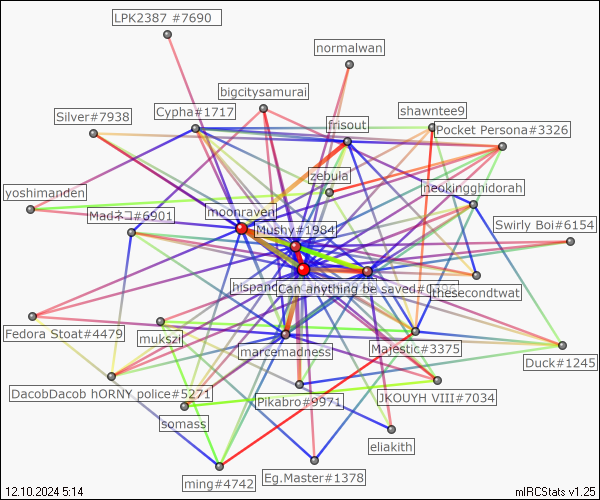 LPK2387 #7690
normalwan
bigcitysamurai
Silver#7938
Cypha#1717
shawntee9
frisout
Pocket Persona#3326
zebula
yoshimanden
neokingghidorah
moonraven
Madネコ#6901
Mushy#1984
Swirly Boi#6154
hispanc
Can anything be saved#0
thesecondtwat
Fedora Stoat#4479
mukszil
marcemadness
Majestic#3375
Duck#1245
DacobDacob hORNY police#5271
Pikabro#9971
JKOUYH VIII#7034
somass
eliakith
ming#4742
Eg.Master#1378
12.10.2024 5:14
mIRCStats v1.25